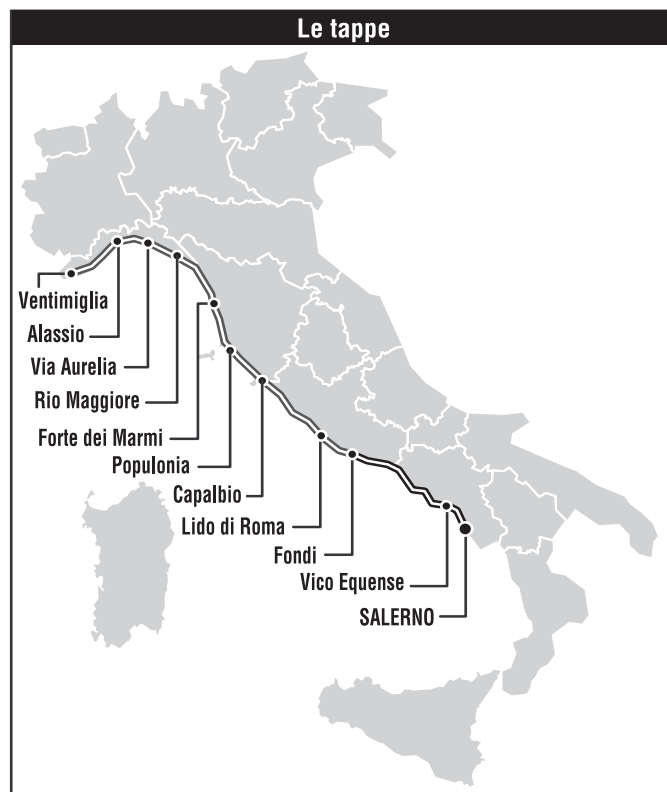 Le tappe
Ventimiglia
Alassio
Via Aurelia
Rio Maggiore
Forte dei Marmi
Populonia
Capalbio
Lido di Roma
Fondi
Vico Equense
SALERNO